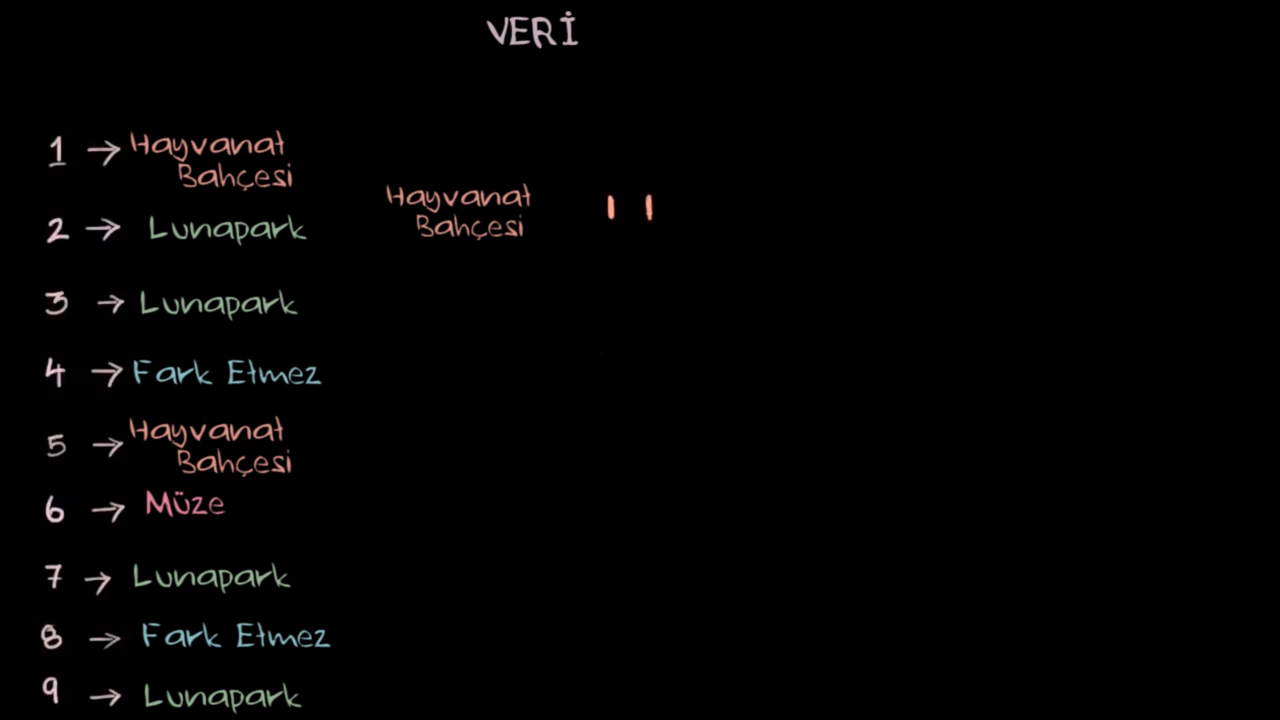 VERİ
1 → Hayvanat
Bahçesi
2 → Lunapark
3 → Lunapark
4 → Fark Etmez
5 → Hayvanat
Bahçesi
6 → Müze
7 → Lunapark
8 → Fark Etmez
9 → Lunapark
Hayvanat
Bahçesi
I I